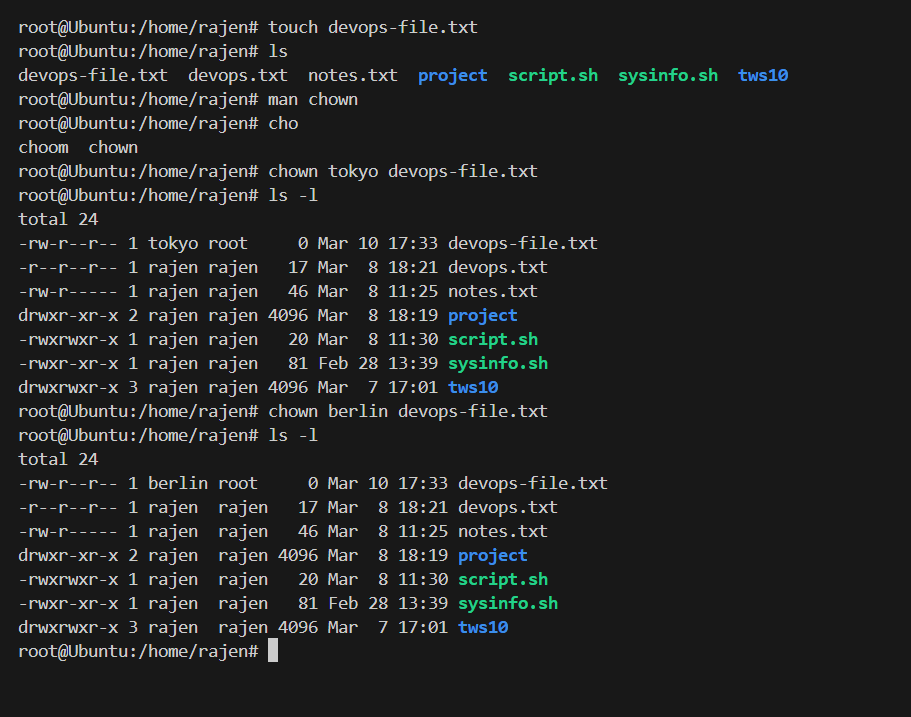 root@Ubuntu:/home/rajen# touch devops-file.txt
root@Ubuntu:/home/rajen# ls
devops-file.txt  devops.txt  notes.txt  project  script.sh  sysinfo.sh  tws10
root@Ubuntu:/home/rajen# man chown
root@Ubuntu:/home/rajen# cho
choom  chown
root@Ubuntu:/home/rajen# chown tokyo devops-file.txt
root@Ubuntu:/home/rajen# ls -l
total 24
-rw-r--r-- 1 tokyo root     0 Mar 10 17:33 devops-file.txt
-r--r--r-- 1 rajen rajen   17 Mar  8 18:21 devops.txt
-rw-r----- 1 rajen rajen   46 Mar  8 11:25 notes.txt
drwxr-xr-x 2 rajen rajen 4096 Mar  8 18:19 project
-rwxrwxr-x 1 rajen rajen   20 Mar  8 11:30 script.sh
-rwxr-xr-x 1 rajen rajen   81 Feb 28 13:39 sysinfo.sh
drwxrwxr-x 3 rajen rajen 4096 Mar  7 17:01 tws10
root@Ubuntu:/home/rajen# chown berlin devops-file.txt
root@Ubuntu:/home/rajen# ls -l
total 24
-rw-r--r-- 1 berlin root     0 Mar 10 17:33 devops-file.txt
-r--r--r-- 1 rajen  rajen   17 Mar  8 18:21 devops.txt
-rw-r----- 1 rajen  rajen   46 Mar  8 11:25 notes.txt
drwxr-xr-x 2 rajen  rajen 4096 Mar  8 18:19 project
-rwxrwxr-x 1 rajen  rajen   20 Mar  8 11:30 script.sh
-rwxr-xr-x 1 rajen  rajen   81 Feb 28 13:39 sysinfo.sh
drwxrwxr-x 3 rajen  rajen 4096 Mar  7 17:01 tws10
root@Ubuntu:/home/rajen#